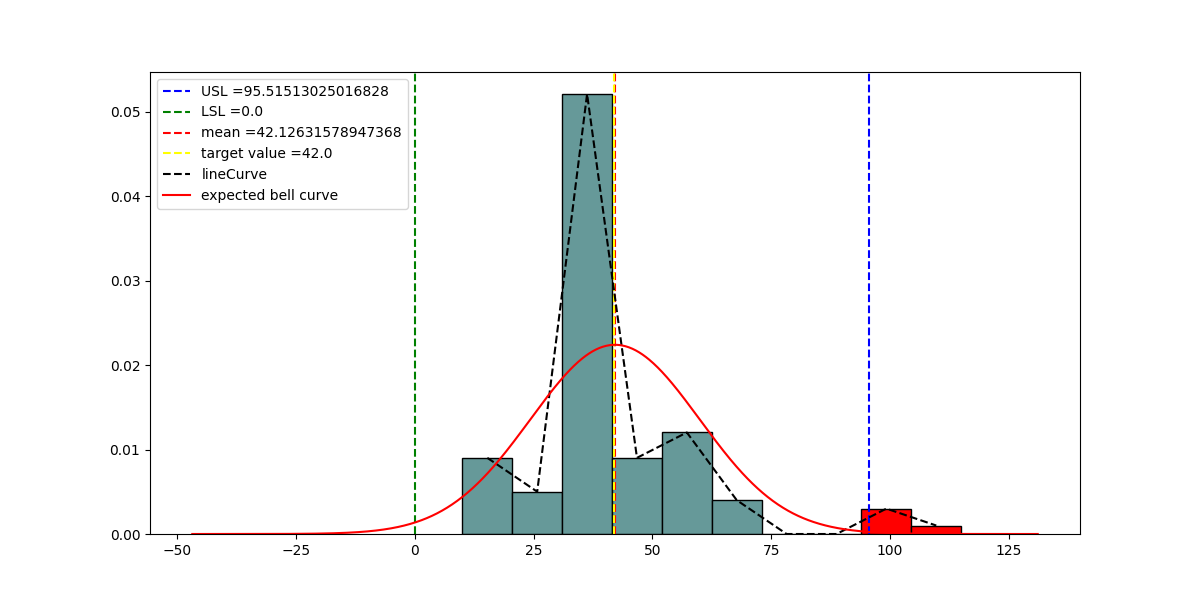 USL =95.51513025016828
LSL =0.0
mean =42.12631578947368
target value =42.0
lineCurve
expected bell curve
0.05
0.04
0.03
0.02
0.01
0.00
−50
−25
0
25
50
75
100
125